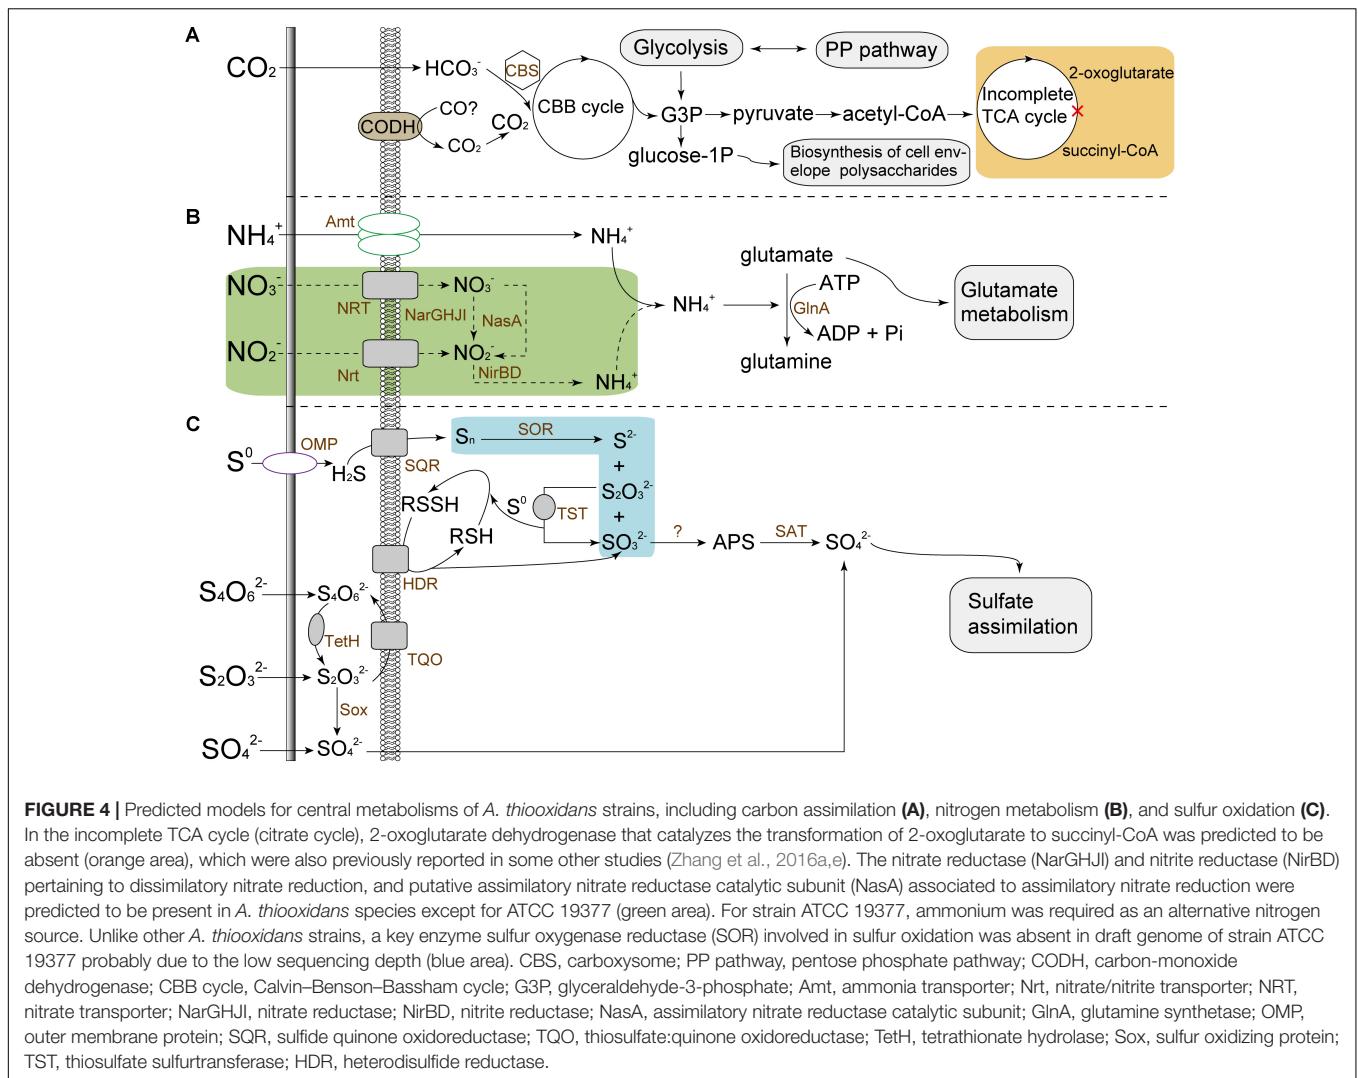 A
CO₂
HCO₃⁻
CBS
CBB cycle
Glycolysis
PP pathway
2-oxoglutarate
Incomplete
TCA cycle
succinyl-CoA
CODH
CO?
CO₂
CO₂
G3P
pyruvate
acetyl-CoA
glucose-1P
Biosynthesis of cell env-
elope polysaccharides
B
NH₄⁺
Amt
NH₄⁺
NO₃⁻
NRT
NO₃⁻
NarGHJI
NasA
NO₂⁻
Nrt
NO₂⁻
NirBD
NH₄⁺
NH₄⁺
glutamate
ATP
GlnA
ADP + Pi
glutamine
Glutamate
metabolism
C
S⁰
OMP
H₂S
SQR
Sₙ
SOR
S²⁻
+
S₂O₃²⁻
+
SO₃²⁻
RSSH
RSH
S⁰
TST
HDR
?
APS
SAT
SO₄²⁻
Sulfate
assimilation
S₄O₆²⁻
S₄O₆²⁻
TetH
TQO
S₂O₃²⁻
S₂O₃²⁻
Sox
SO₄²⁻
SO₄²⁻
FIGURE 4 | Predicted models for central metabolisms of A. thiooxidans strains, including carbon assimilation (A), nitrogen metabolism (B), and sulfur oxidation (C).
In the incomplete TCA cycle (citrate cycle), 2-oxoglutarate dehydrogenase that catalyzes the transformation of 2-oxoglutarate to succinyl-CoA was predicted to be
absent (orange area), which were also previously reported in some other studies (Zhang et al., 2016a,e). The nitrate reductase (NarGHJI) and nitrite reductase (NirBD)
pertaining to dissimilatory nitrate reduction, and putative assimilatory nitrate reductase catalytic subunit (NasA) associated to assimilatory nitrate reduction were
predicted to be present in A. thiooxidans species except for ATCC 19377 (green area). For strain ATCC 19377, ammonium was required as an alternative nitrogen
source. Unlike other A. thiooxidans strains, a key enzyme sulfur oxygenase reductase (SOR) involved in sulfur oxidation was absent in draft genome of strain ATCC
19377 probably due to the low sequencing depth (blue area). CBS, carboxysome; PP pathway, pentose phosphate pathway; CODH, carbon-monoxide
dehydrogenase; CBB cycle, Calvin–Benson–Bassham cycle; G3P, glyceraldehyde-3-phosphate; Amt, ammonia transporter; Nrt, nitrate/nitrite transporter; NRT,
nitrate transporter; NarGHJI, nitrate reductase; NirBD, nitrite reductase; NasA, assimilatory nitrate reductase catalytic subunit; GlnA, glutamine synthetase; OMP,
outer membrane protein; SQR, sulfide quinone oxidoreductase; TQO, thiosulfate:quinone oxidoreductase; TetH, tetrathionate hydrolase; Sox, sulfur oxidizing protein;
TST, thiosulfate sulfurtransferase; HDR, heterodisulfide reductase.